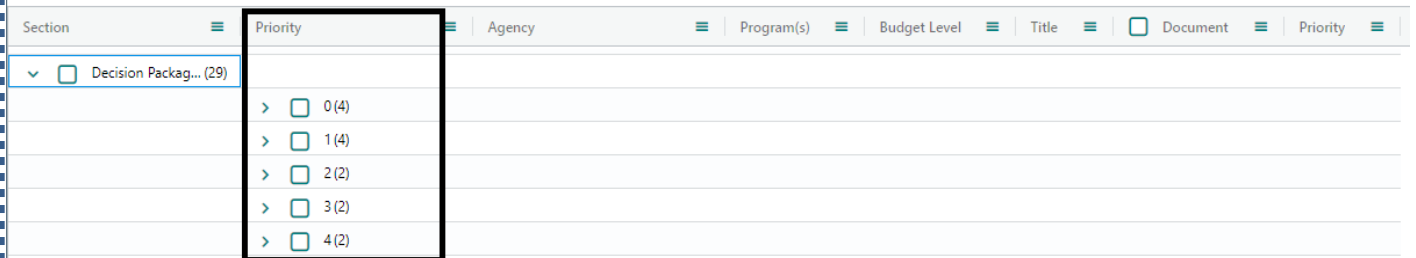 Section Priority Agency Program(s) Budget Level Title Document Priority
Decision Packag... (29)
0 (4)
1 (4)
2 (2)
3 (2)
4 (2)